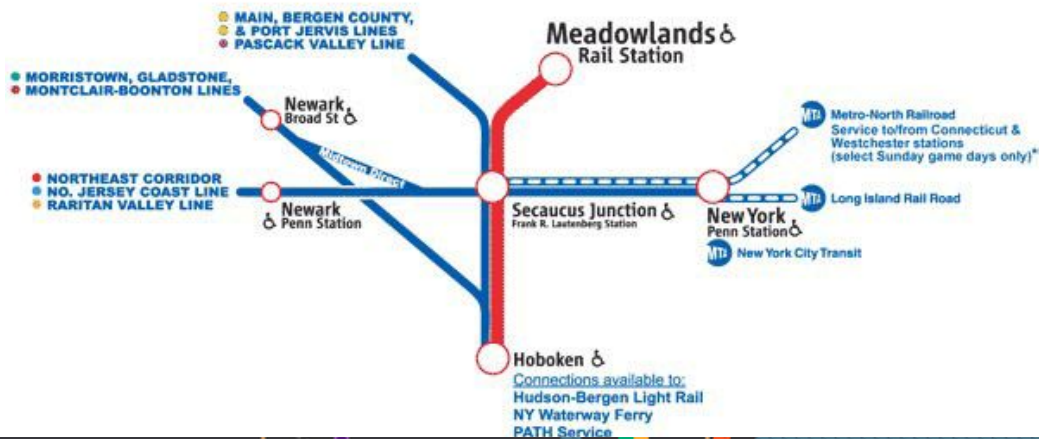 MAIN, BERGEN COUNTY,
& PORT JERVIS LINES
PASCACK VALLEY LINE
Meadowlands
Rail Station
MORRISTOWN, GLADSTONE,
MONTCLAIR-BOONTON LINES
Newark
Broad St
Midtown Direct
MTA
Metro-North Railroad
Service to/from Connecticut &
Westchester stations
(select Sunday game days only)*
NORTHEAST CORRIDOR
NO. JERSEY COAST LINE
RARITAN VALLEY LINE
Newark
Penn Station
Secaucus Junction
Frank R. Lautenberg Station
New York
Penn Station
MTA
Long Island Rail Road
MTA
New York City Transit
Hoboken
Connections available to:
Hudson-Bergen Light Rail
NY Waterway Ferry
PATH Service